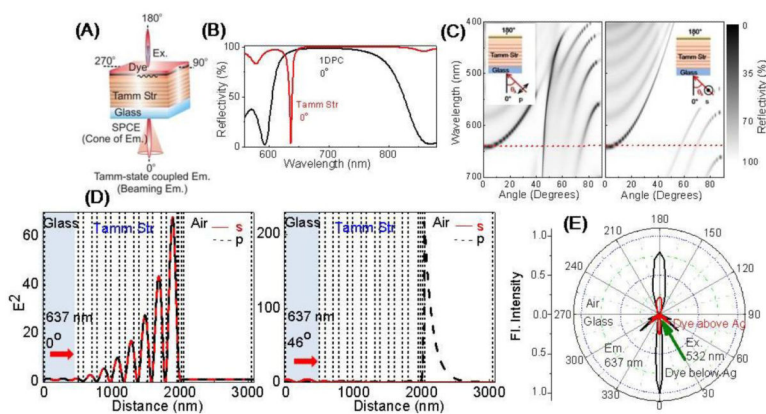 (A)
180°
Ex.
270°
90°
Dye
Tamm Str
Glass
SPCE
(Cone of Em.)
0°
Tamm-state coupled Em.
(Beaming Em.)
(B)
100
50
0
Reflectivity (%)
1DPC
0°
Tamm Str
0°
600
700
800
Wavelength (nm)
(C)
400
500
600
700
Wavelength (nm)
180°
Tamm Str
Glass
0°
p
180°
Tamm Str
Glass
0°
s
0
20
40
60
80
0
20
40
60
80
Angle (Degrees)
Angle (Degrees)
0
35
65
100
Reflectivity (%)
(D)
60
40
20
0
E²
Glass
Tamm Str
Air
s
p
637 nm
0°
0
1000
2000
3000
Distance (nm)
200
100
0
Glass
Tamm Str
Air
s
p
637 nm
46°
0
1000
2000
3000
Distance (nm)
(E)
1.0
0.5
0.0
0.5
1.0
Fl. Intensity
180
150
120
90
60
30
0
330
300
270
240
210
Air
Glass
Dye above Ag
Ex.
532 nm
Em
637 nm
Dye below Ag